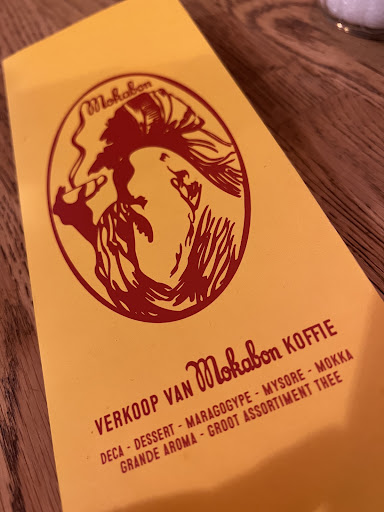 Mokabon
VERKOOP VAN Mokabon KOFFIE
DECA - DESSERT - MARAGOGYPE - MYSORE - MOKKA
GRANDE AROMA - GROOT ASSORTIMENT THEE